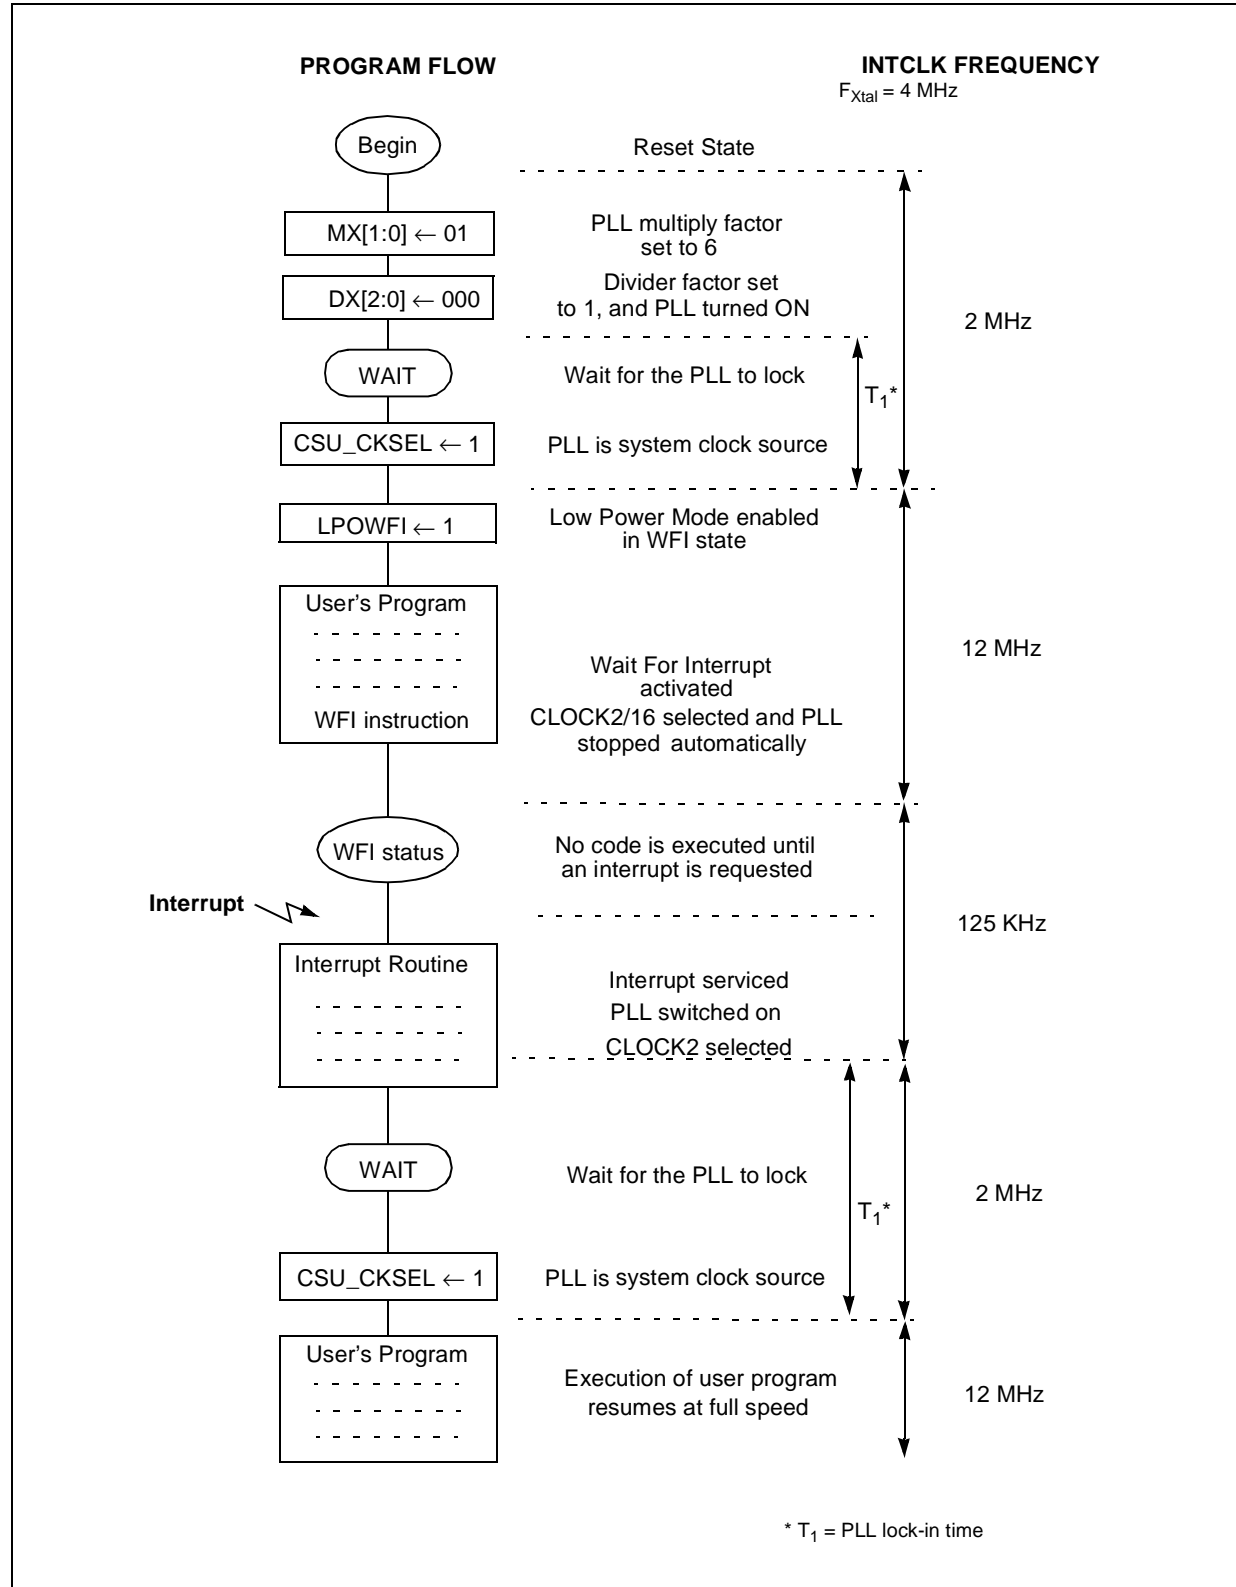 PROGRAM FLOW
INTCLK FREQUENCY
F_Xtal = 4 MHz
Begin
Reset State
MX[1:0] ← 01
PLL multiply factor
set to 6
DX[2:0] ← 000
Divider factor set
to 1, and PLL turned ON
2 MHz
WAIT
Wait for the PLL to lock
T_1*
CSU_CKSEL ← 1
PLL is system clock source
LPOWFI ← 1
Low Power Mode enabled
in WFI state
User's Program
WFI instruction
Wait For Interrupt
activated
CLOCK2/16 selected and PLL
stopped automatically
12 MHz
WFI status
No code is executed until
an interrupt is requested
Interrupt
125 KHz
Interrupt Routine
Interrupt serviced
PLL switched on
CLOCK2 selected
WAIT
Wait for the PLL to lock
T_1*
2 MHz
CSU_CKSEL ← 1
PLL is system clock source
User's Program
Execution of user program
resumes at full speed
12 MHz
* T_1 = PLL lock-in time